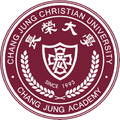 CHANG JUNG CHRISTIAN UNIVERSITY
長榮大學
SINCE 1993
CHANG JUNG ACADEMY